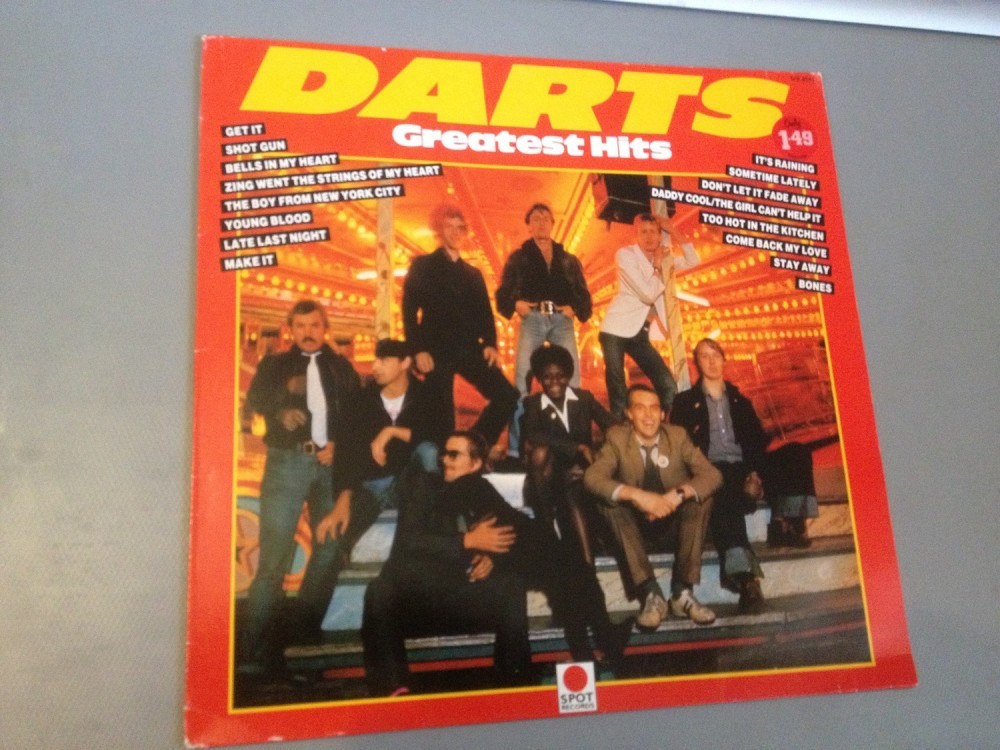 DARTS
Greatest Hits
Only
1·49
GET IT
SHOT GUN
BELLS IN MY HEART
ZING WENT THE STRINGS OF MY HEART
THE BOY FROM NEW YORK CITY
YOUNG BLOOD
LATE LAST NIGHT
MAKE IT
IT'S RAINING
SOMETIME LATELY
DON'T LET IT FADE AWAY
DADDY COOL/THE GIRL CAN'T HELP IT
TOO HOT IN THE KITCHEN
COME BACK MY LOVE
STAY AWAY
BONES
SPOT
RECORDS